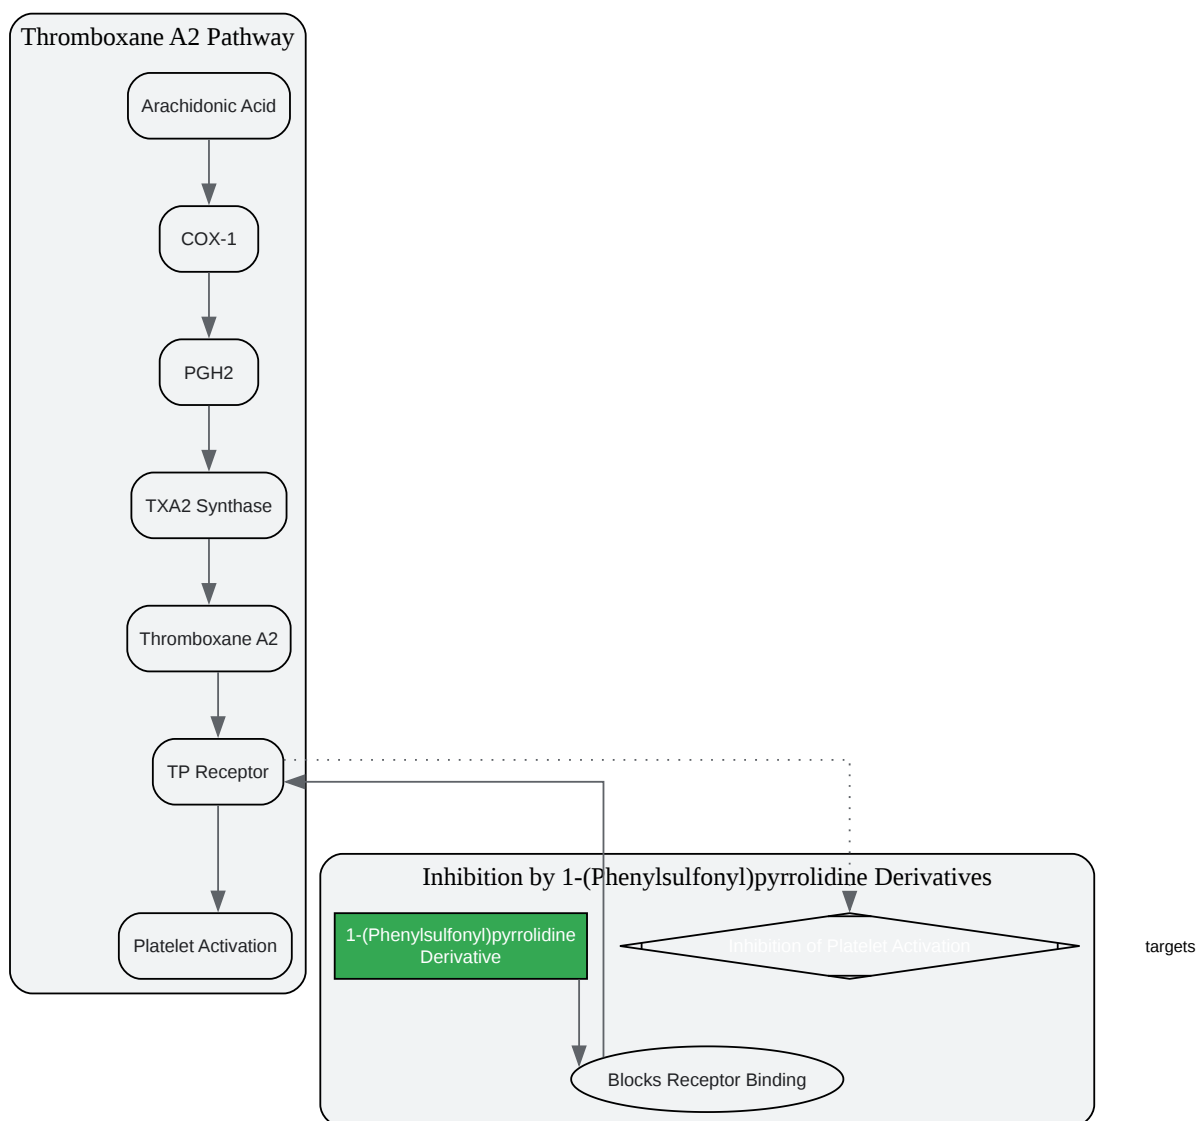 Thromboxane A2 Pathway
Arachidonic Acid
COX-1
PGH2
TXA2 Synthase
Thromboxane A2
TP Receptor
Platelet Activation
Inhibition by 1-(Phenylsulfonyl)pyrrolidine Derivatives
1-(Phenylsulfonyl)pyrrolidine
Derivative
Inhibition of Platelet Activation
targets
Blocks Receptor Binding